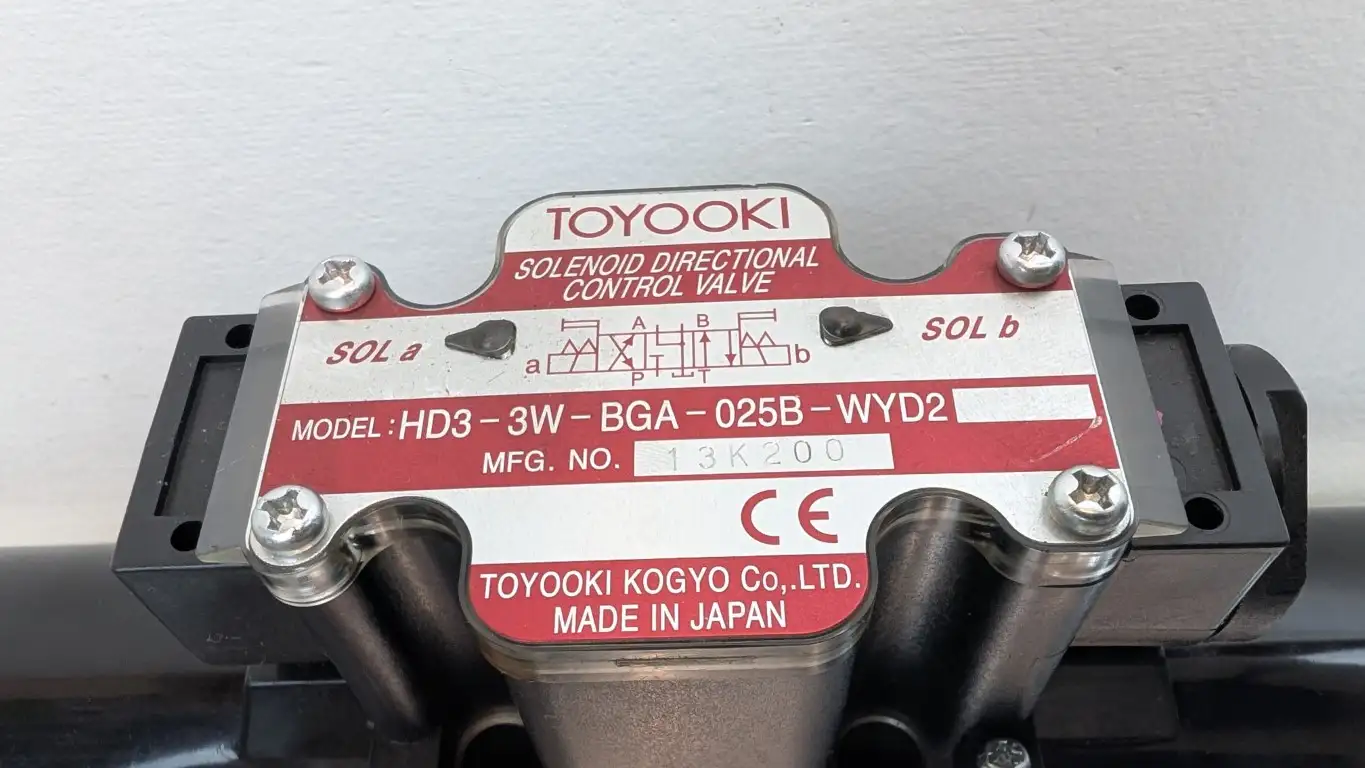 TOYOOKI
SOLENOID DIRECTIONAL
CONTROL VALVE
SOL a
A B
SOL b
a
b
P T
MODEL : HD3-3W-BGA-025B-WYD2
MFG. NO. 13K200
CE
TOYOOKI KOGYO Co,.LTD.
MADE IN JAPAN